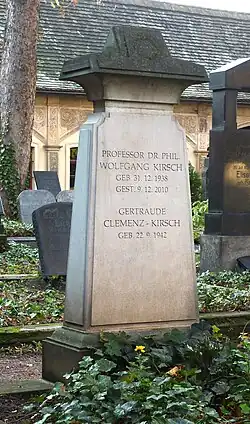 PROFESSOR DR. PHIL.
WOLFGANG KIRSCH
GEB. 31. 12. 1938
GEST. 9. 12. 2010
GERTRAUDE
CLEMENZ-KIRSCH
GEB. 22. 9. 1942